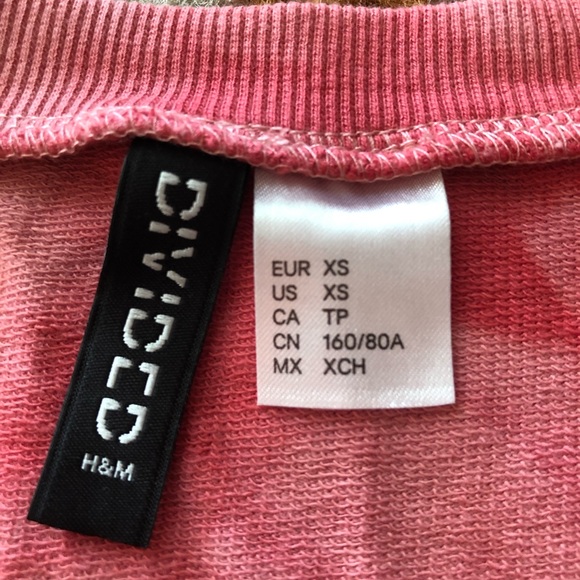 DIVIDED
H&M
EUR XS
US XS
CA TP
CN 160/80A
MX XCH